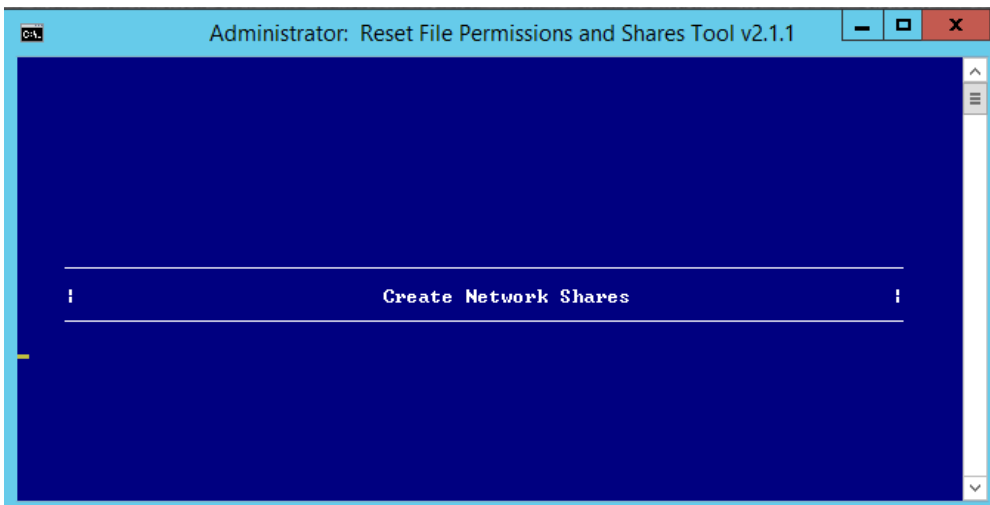 C:\.
Administrator: Reset File Permissions and Shares Tool v2.1.1
Create Network Shares